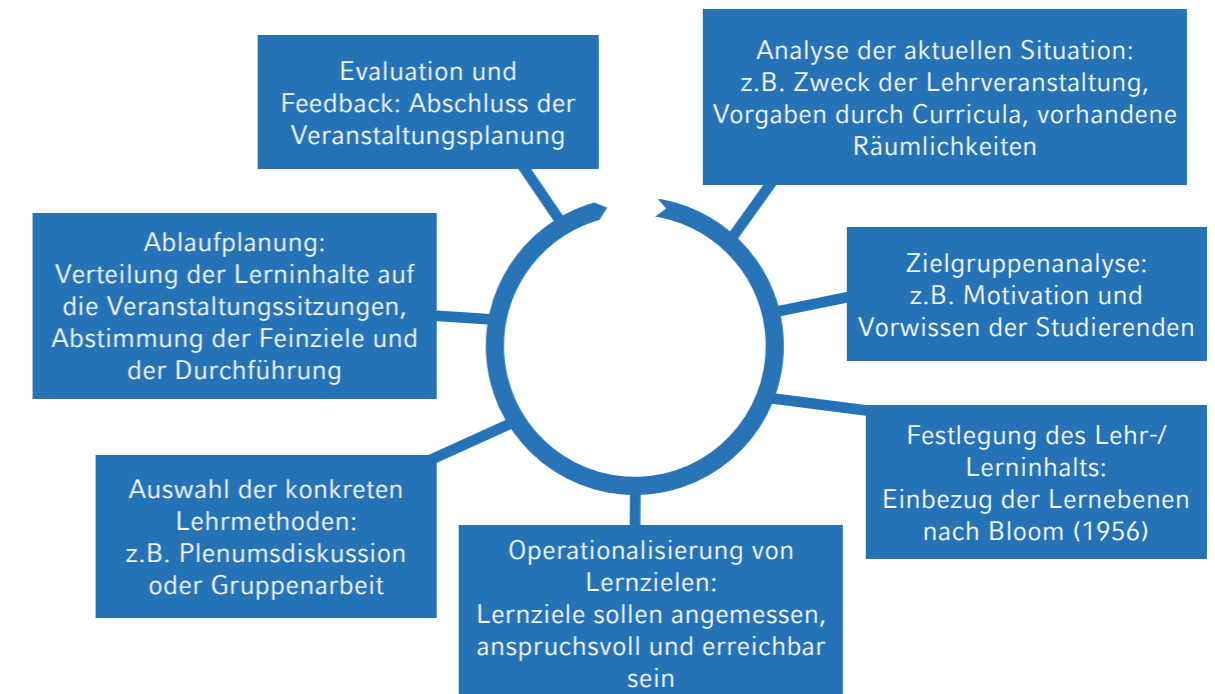 Analyse der aktuellen Situation:
z.B. Zweck der Lehrveranstaltung,
Vorgaben durch Curricula, vorhandene
Räumlichkeiten
Zielgruppenanalyse:
z.B. Motivation und
Vorwissen der Studierenden
Festlegung des Lehr-/
Lerninhalts:
Einbezug der Lernebenen
nach Bloom (1956)
Operationalisierung von
Lernzielen:
Lernziele sollen angemessen,
anspruchsvoll und erreichbar
sein
Auswahl der konkreten
Lehrmethoden:
z.B. Plenumsdiskussion
oder Gruppenarbeit
Ablaufplanung:
Verteilung der Lerninhalte auf
die Veranstaltungssitzungen,
Abstimmung der Feinziele und
der Durchführung
Evaluation und
Feedback: Abschluss der
Veranstaltungsplanung